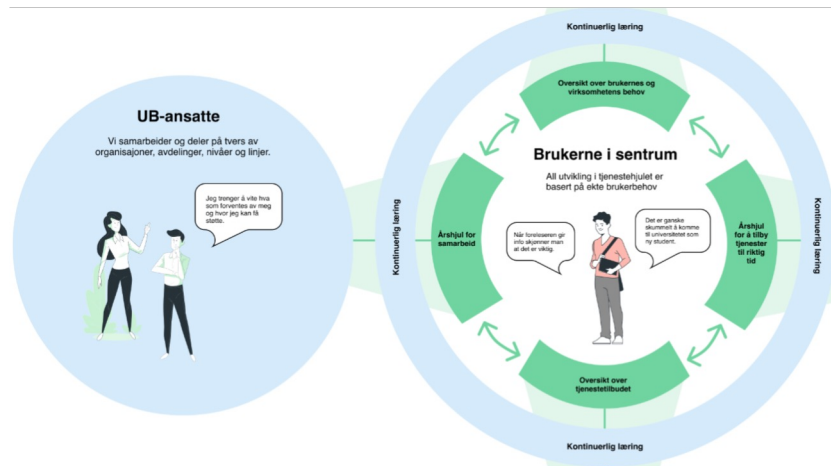 UB-ansatte
Vi samarbeider og deler på tvers av
organisajoner, avdelinger, nivåer og linjer.
Jeg trenger å vite hva
som forventes av meg
og hvor jeg kan få
støtte.
Kontinuerlig læring
Oversikt over brukernes og
virksomhetens behov
Brukerne i sentrum
All utvikling i tjenestehjulet er
basert på ekte brukerbehov
Kontinuerlig læring
Årshjul for
samarbeid
Når foreleseren gir
info skjønner man
at det er viktig.
Det er ganske
skummelt å komme
til universitetet som
ny student.
Årshjul
for å tilby
tjenester
til riktig
tid
Kontinuerlig læring
Oversikt over
tjenestetilbudet
Kontinuerlig læring